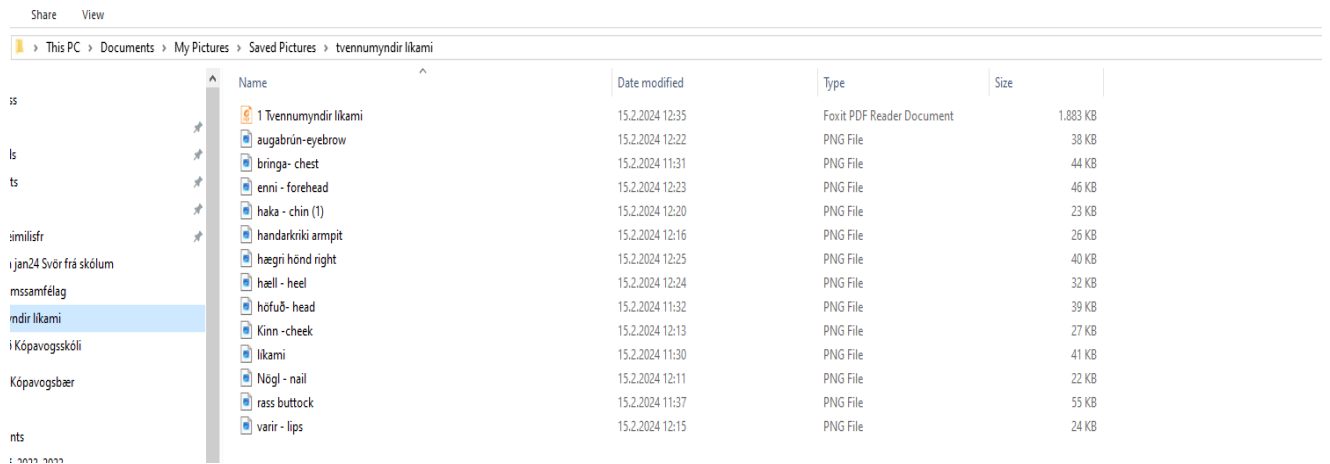 Share View
This PC > Documents > My Pictures > Saved Pictures > tvennumyndir líkami
Name Date modified Type Size
ss
1 Tvennumyndir líkami 15.2.2024 12:35 Foxit PDF Reader Document 1.883 KB
augabrún-eyebrow 15.2.2024 12:22 PNG File 38 KB
ls
bringa- chest 15.2.2024 11:31 PNG File 44 KB
ts
enni - forehead 15.2.2024 12:23 PNG File 46 KB
haka - chin (1) 15.2.2024 12:20 PNG File 23 KB
eimilisfr
handarkriki armpit 15.2.2024 12:16 PNG File 26 KB
jan24 Svör frá skólum
hægri hönd right 15.2.2024 12:25 PNG File 40 KB
mssamfélag
hæll - heel 15.2.2024 12:24 PNG File 32 KB
ndir líkami
höfuð- head 15.2.2024 11:32 PNG File 39 KB
Kinn -cheek 15.2.2024 12:13 PNG File 27 KB
Kópavogsskóli
líkami 15.2.2024 11:30 PNG File 41 KB
Kópavogsbær
Nögl - nail 15.2.2024 12:11 PNG File 22 KB
rass buttock 15.2.2024 11:37 PNG File 55 KB
varir - lips 15.2.2024 12:15 PNG File 24 KB
nts